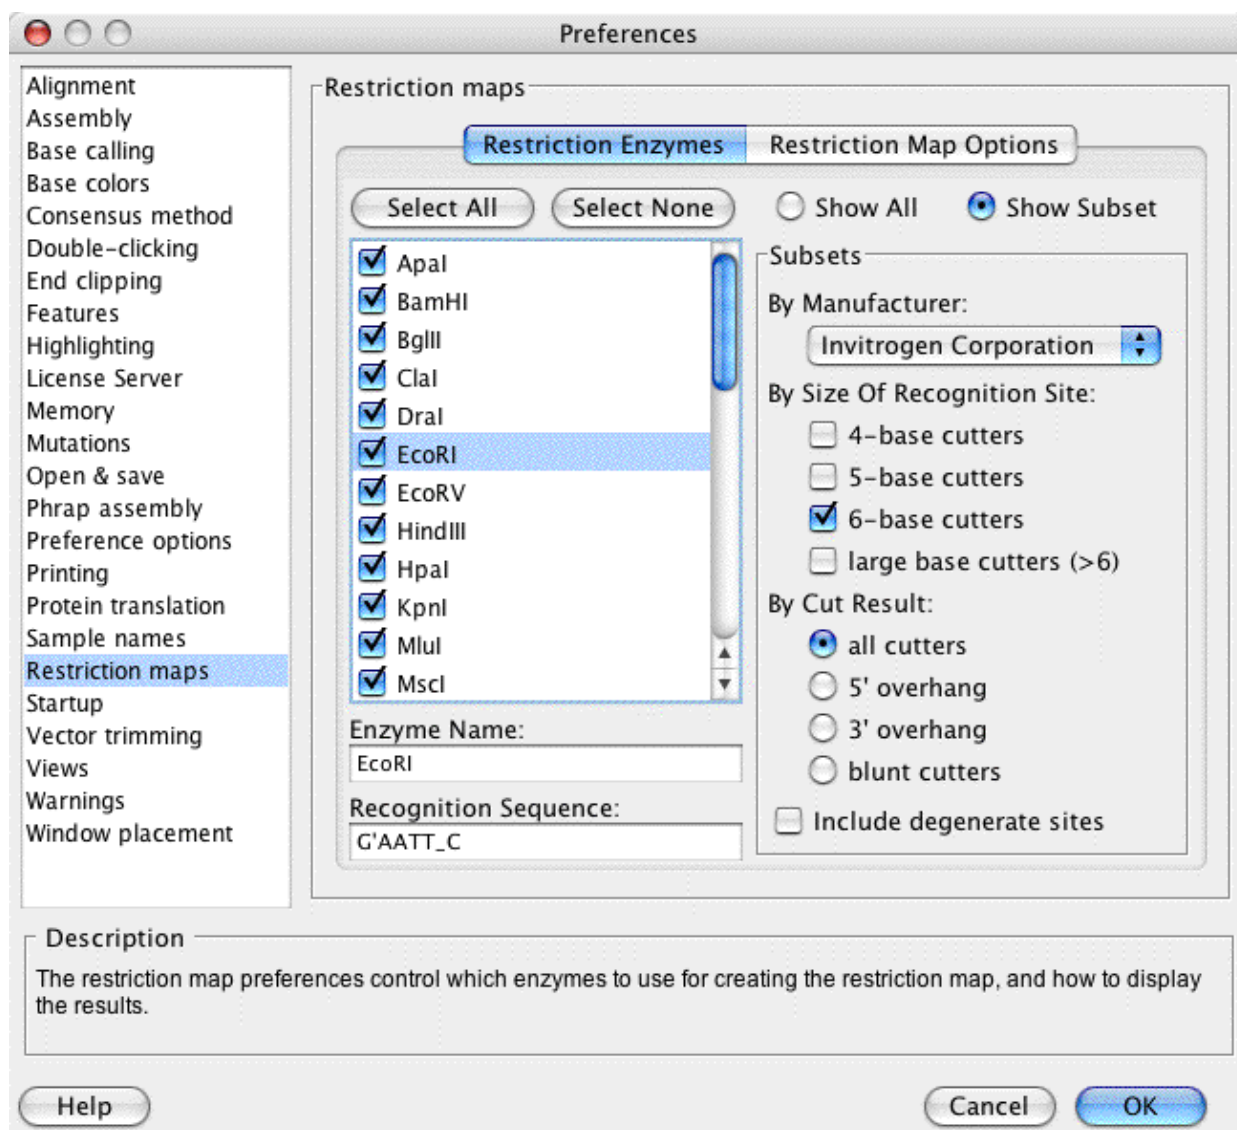 Preferences
Alignment
Assembly
Base calling
Base colors
Consensus method
Double-clicking
End clipping
Features
Highlighting
License Server
Memory
Mutations
Open & save
Phrap assembly
Preference options
Printing
Protein translation
Sample names
Restriction maps
Startup
Vector trimming
Views
Warnings
Window placement
Restriction maps
Restriction Enzymes
Restriction Map Options
Select All
Select None
Show All
Show Subset
ApaI
BamHI
BglII
ClaI
DraI
EcoRI
EcoRV
HindIII
HpaI
KpnI
MluI
MscI
Enzyme Name:
EcoRI
Recognition Sequence:
G'AATT_C
Subsets
By Manufacturer:
Invitrogen Corporation
By Size Of Recognition Site:
4-base cutters
5-base cutters
6-base cutters
large base cutters (>6)
By Cut Result:
all cutters
5' overhang
3' overhang
blunt cutters
Include degenerate sites
Description
The restriction map preferences control which enzymes to use for creating the restriction map, and how to display
the results.
Help
Cancel
OK